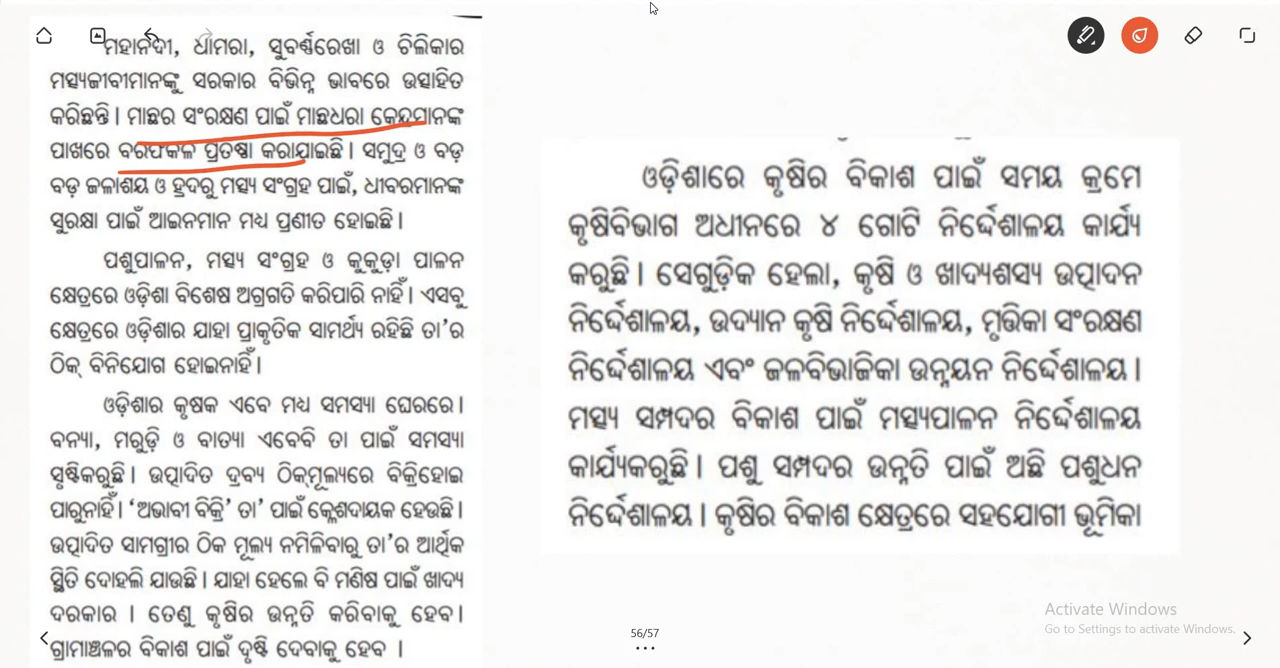 ମହାନଦୀ, ଧାମରା, ସୁବର୍ଣ୍ଣରେଖା ଓ ଚିଲିକାର
ମତ୍ସ୍ୟଜୀବୀମାନଙ୍କୁ ସରକାର ବିଭିନ୍ନ ଭାବରେ ଉତ୍ସାହିତ
କରିଛନ୍ତି। ମାଛର ସଂରକ୍ଷଣ ପାଇଁ ମାଛଧରା କେନ୍ଦ୍ରମାନଙ୍କ
ପାଖରେ ବରଫକଳ ପ୍ରତିଷ୍ଠା କରାଯାଇଛି। ସମୁଦ୍ର ଓ ବଡ଼
ବଡ଼ ଜଳାଶୟ ଓ ହ୍ରଦରୁ ମତ୍ସ୍ୟ ସଂଗ୍ରହ ପାଇଁ, ଧୀବରମାନଙ୍କ
ସୁରକ୍ଷା ପାଇଁ ଆଇନମାନ ମଧ୍ୟ ପ୍ରଣୀତ ହୋଇଛି।
ପଶୁପାଳନ, ମତ୍ସ୍ୟ ସଂଗ୍ରହ ଓ କୁକୁଡ଼ା ପାଳନ
କ୍ଷେତ୍ରରେ ଓଡ଼ିଶା ବିଶେଷ ଅଗ୍ରଗତି କରିପାରି ନାହିଁ। ଏସବୁ
କ୍ଷେତ୍ରରେ ଓଡ଼ିଶାର ଯାହା ପ୍ରାକୃତିକ ସାମର୍ଥ୍ୟ ରହିଛି ତା'ର
ଠିକ୍ ବିନିଯୋଗ ହୋଇନାହିଁ।
ଓଡ଼ିଶାର କୃଷକ ଏବେ ମଧ୍ୟ ସମସ୍ୟା ଘେରରେ।
ବନ୍ୟା, ମରୁଡ଼ି ଓ ବାତ୍ୟା ଏବେବି ତା ପାଇଁ ସମସ୍ୟା
ସୃଷ୍ଟିକରୁଛି। ଉତ୍ପାଦିତ ଦ୍ରବ୍ୟ ଠିକ୍‌ମୂଲ୍ୟରେ ବିକ୍ରିହୋଇ
ପାରୁନାହିଁ। 'ଅଭାବୀ ବିକ୍ରି' ତା' ପାଇଁ କ୍ଳେଶଦାୟକ ହେଉଛି।
ଉତ୍ପାଦିତ ସାମଗ୍ରୀର ଠିକ ମୂଲ୍ୟ ନମିଳିବାରୁ ତା'ର ଆର୍ଥିକ
ସ୍ଥିତି ଦୋହଲି ଯାଉଛି। ଯାହା ହେଲେ ବି ମଣିଷ ପାଇଁ ଖାଦ୍ୟ
ଦରକାର । ତେଣୁ କୃଷିର ଉନ୍ନତି କରିବାକୁ ହେବ।
ଗ୍ରାମାଞ୍ଚଳର ବିକାଶ ପାଇଁ ଦୃଷ୍ଟି ଦେବାକୁ ହେବ ।
ଓଡ଼ିଶାରେ କୃଷିର ବିକାଶ ପାଇଁ ସମୟ କ୍ରମେ
କୃଷିବିଭାଗ ଅଧୀନରେ ୪ ଗୋଟି ନିର୍ଦ୍ଦେଶାଳୟ କାର୍ଯ୍ୟ
କରୁଛି। ସେଗୁଡ଼ିକ ହେଲା, କୃଷି ଓ ଖାଦ୍ୟଶସ୍ୟ ଉତ୍ପାଦନ
ନିର୍ଦ୍ଦେଶାଳୟ, ଉଦ୍ୟାନ କୃଷି ନିର୍ଦ୍ଦେଶାଳୟ, ମୃତ୍ତିକା ସଂରକ୍ଷଣ
ନିର୍ଦ୍ଦେଶାଳୟ ଏବଂ ଜଳବିଭାଜିକା ଉନ୍ନୟନ ନିର୍ଦ୍ଦେଶାଳୟ।
ମତ୍ସ୍ୟ ସମ୍ପଦର ବିକାଶ ପାଇଁ ମତ୍ସ୍ୟପାଳନ ନିର୍ଦ୍ଦେଶାଳୟ
କାର୍ଯ୍ୟକରୁଛି। ପଶୁ ସମ୍ପଦର ଉନ୍ନତି ପାଇଁ ଅଛି ପଶୁଧନ
ନିର୍ଦ୍ଦେଶାଳୟ। କୃଷିର ବିକାଶ କ୍ଷେତ୍ରରେ ସହଯୋଗୀ ଭୂମିକା
Activate Windows
Go to Settings to activate Windows.
56/57